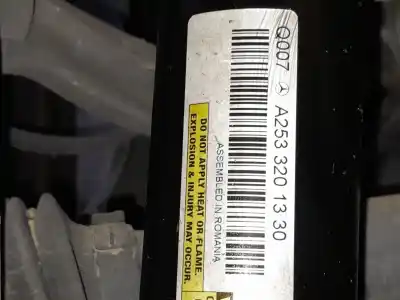 Q007 A253 320 13 30
ASSEMBLED IN ROMANIA
DO NOT APPLY HEAT OR FLAME.
EXPLOSION & INJURY MAY OCCUR.